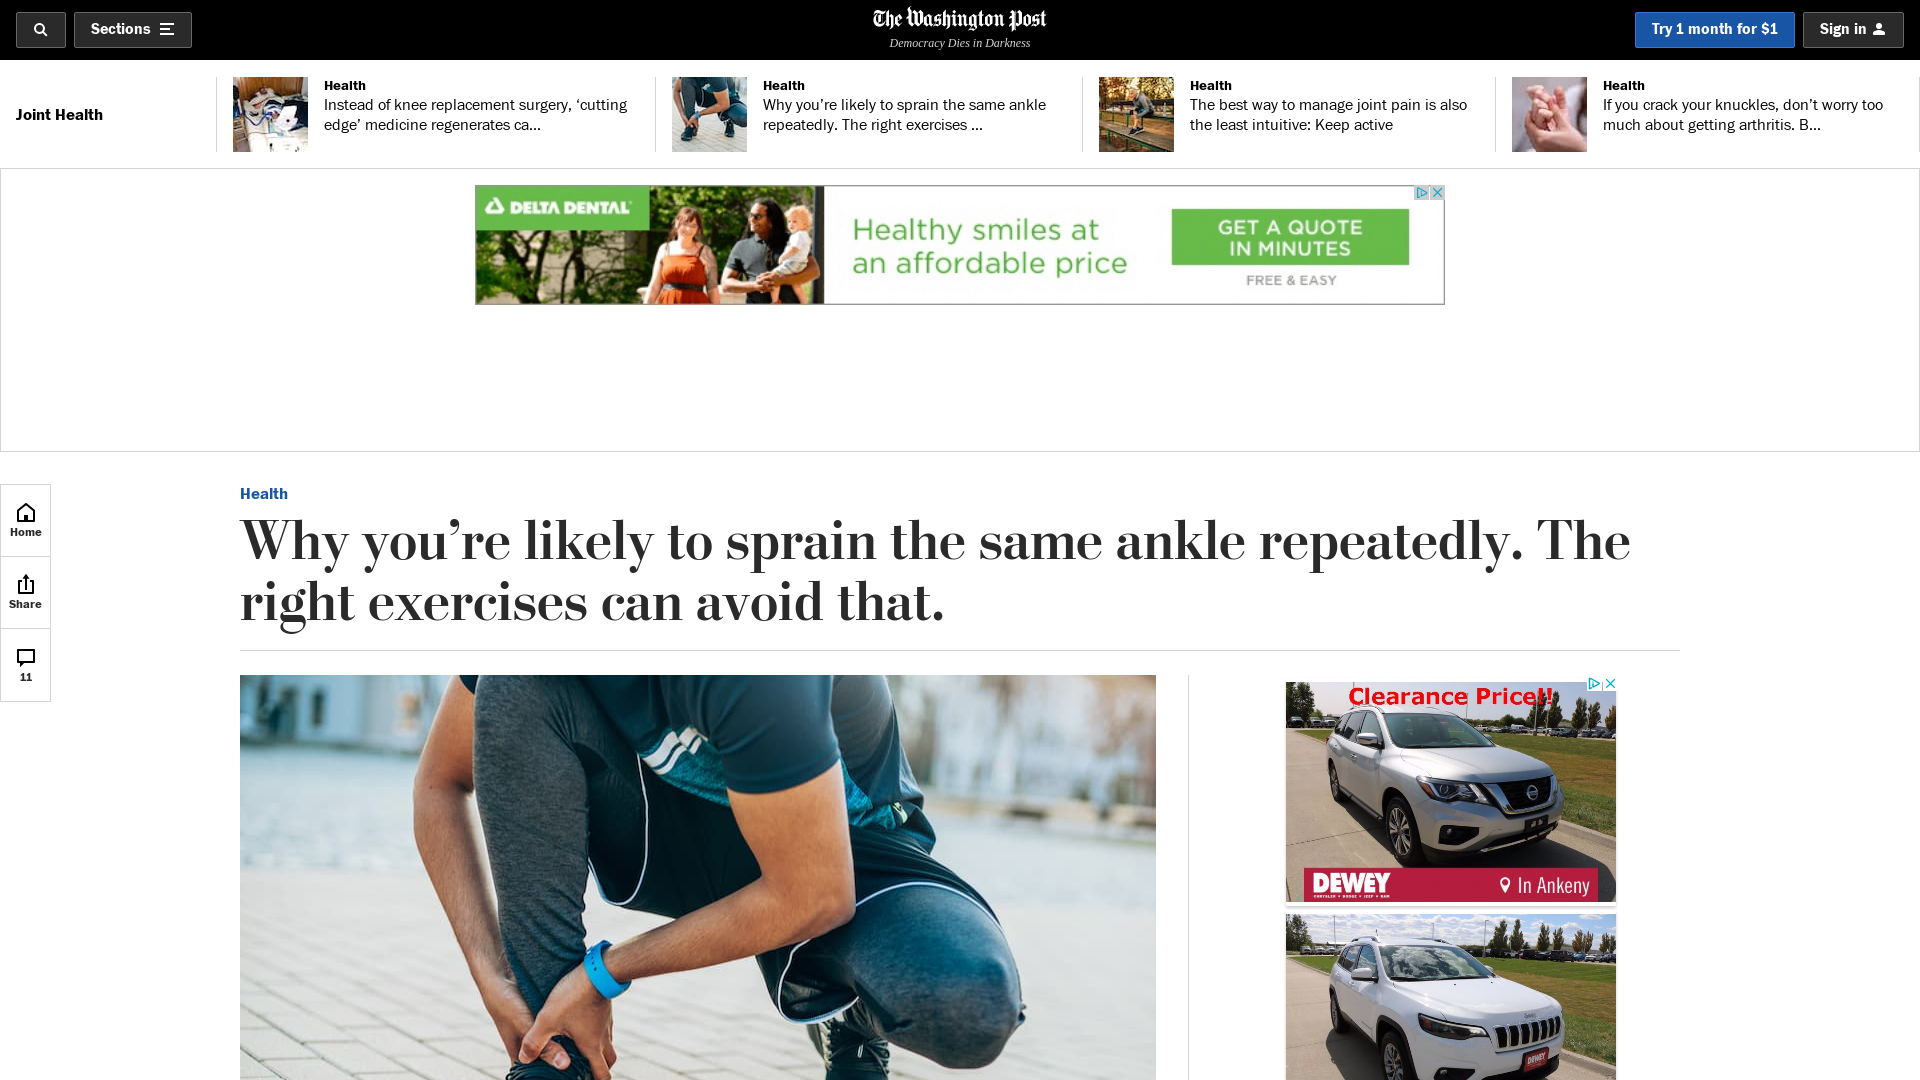 Sections
The Washington Post
Democracy Dies in Darkness
Try 1 month for $1
Sign in
Joint Health
Health
Instead of knee replacement surgery, ‘cutting
edge’ medicine regenerates ca...
Health
Why you’re likely to sprain the same ankle
repeatedly. The right exercises ...
Health
The best way to manage joint pain is also
the least intuitive: Keep active
Health
If you crack your knuckles, don’t worry too
much about getting arthritis. B...
DELTA DENTAL
Healthy smiles at
an affordable price
GET A QUOTE
IN MINUTES
FREE & EASY
Home
Share
11
Health
Why you’re likely to sprain the same ankle repeatedly. The
right exercises can avoid that.
Clearance Price!!
DEWEY
CHRYSLER • DODGE • JEEP • RAM
In Ankeny
DEWEY